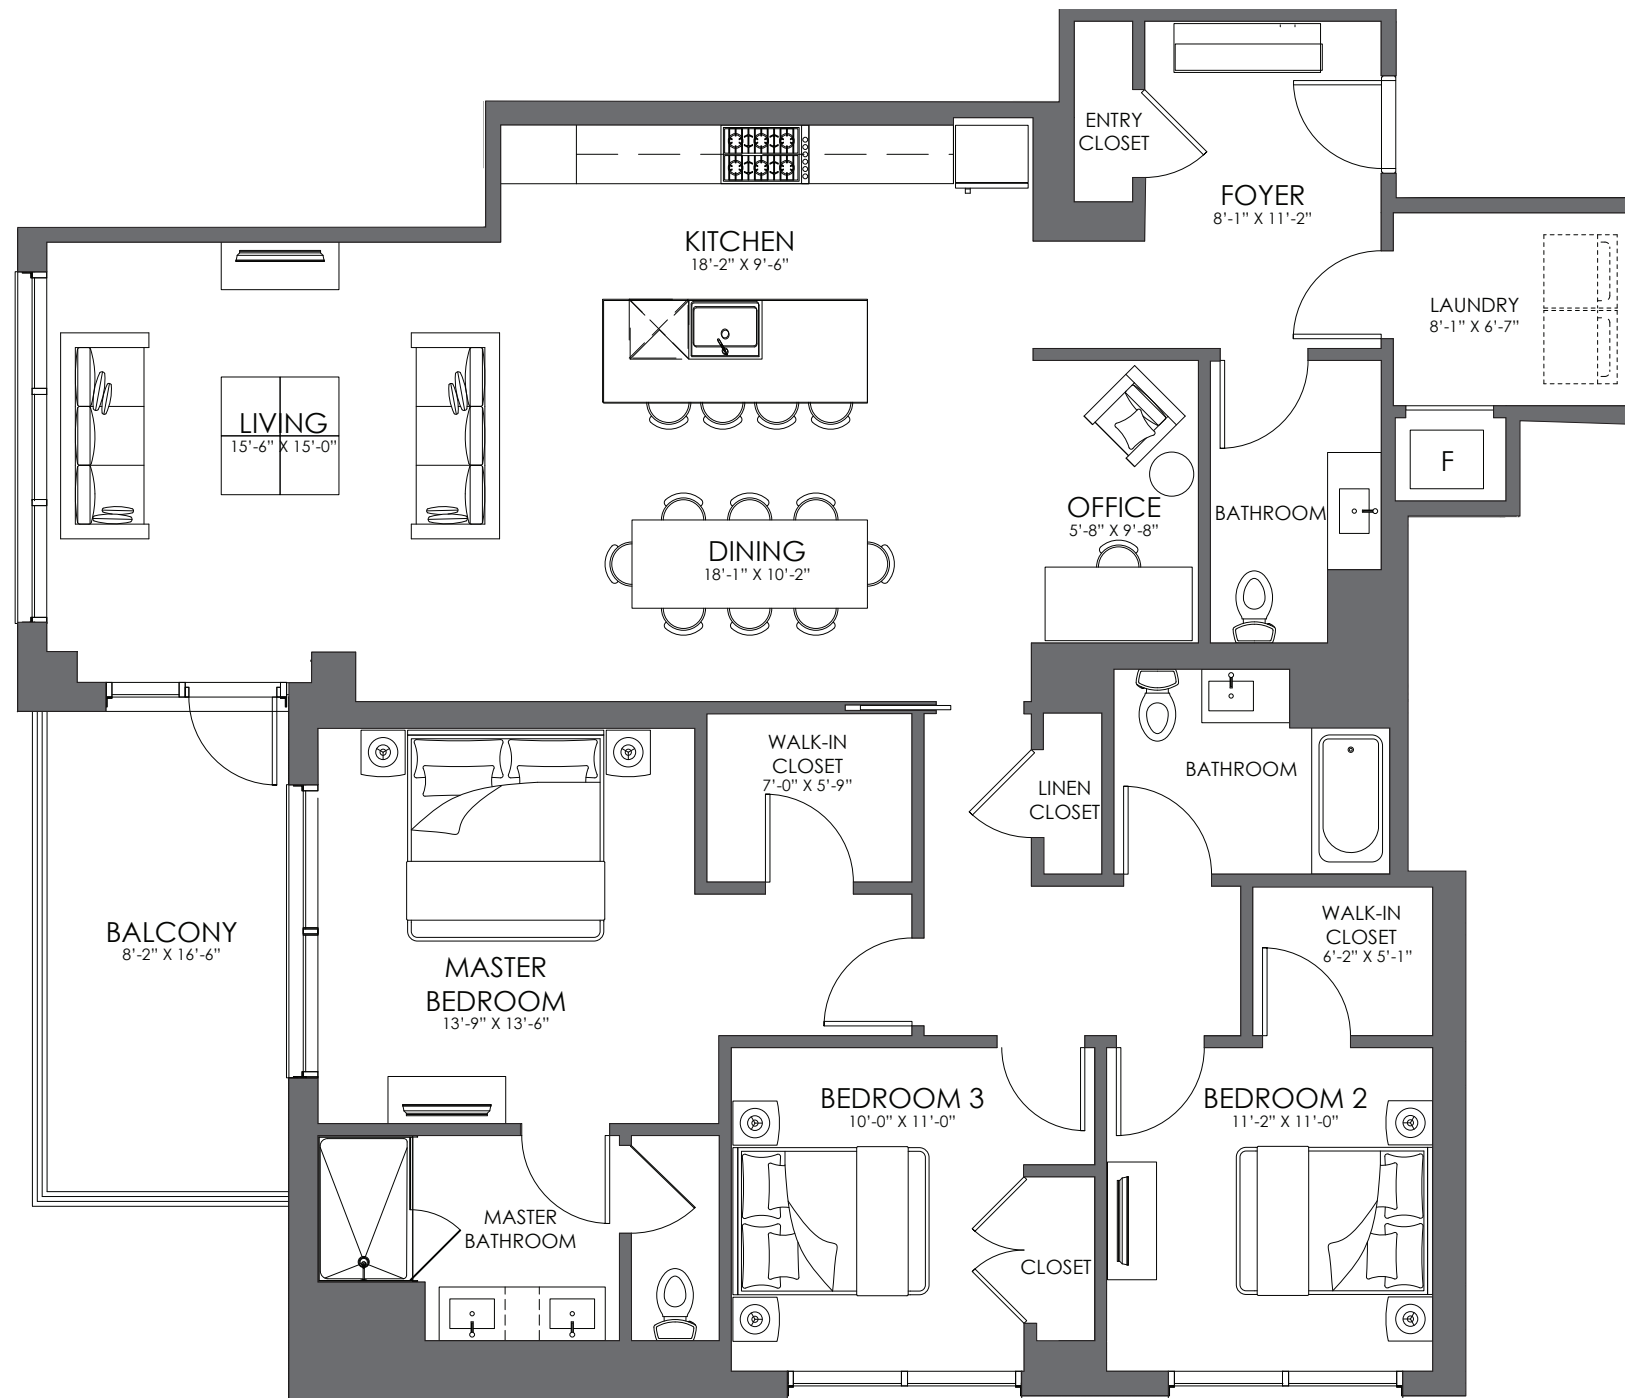 ENTRY
CLOSET
FOYER
8'-1" X 11'-2"
KITCHEN
18'-2" X 9'-6"
LAUNDRY
8'-1" X 6'-7"
LIVING
15'-6" X 15'-0"
F
OFFICE
5'-8" X 9'-8"
BATHROOM
DINING
18'-1" X 10'-2"
WALK-IN
CLOSET
7'-0" X 5'-9"
LINEN
CLOSET
BATHROOM
BALCONY
8'-2" X 16'-6"
MASTER
BEDROOM
13'-9" X 13'-6"
WALK-IN
CLOSET
6'-2" X 5'-1"
BEDROOM 3
10'-0" X 11'-0"
BEDROOM 2
11'-2" X 11'-0"
MASTER
BATHROOM
CLOSET